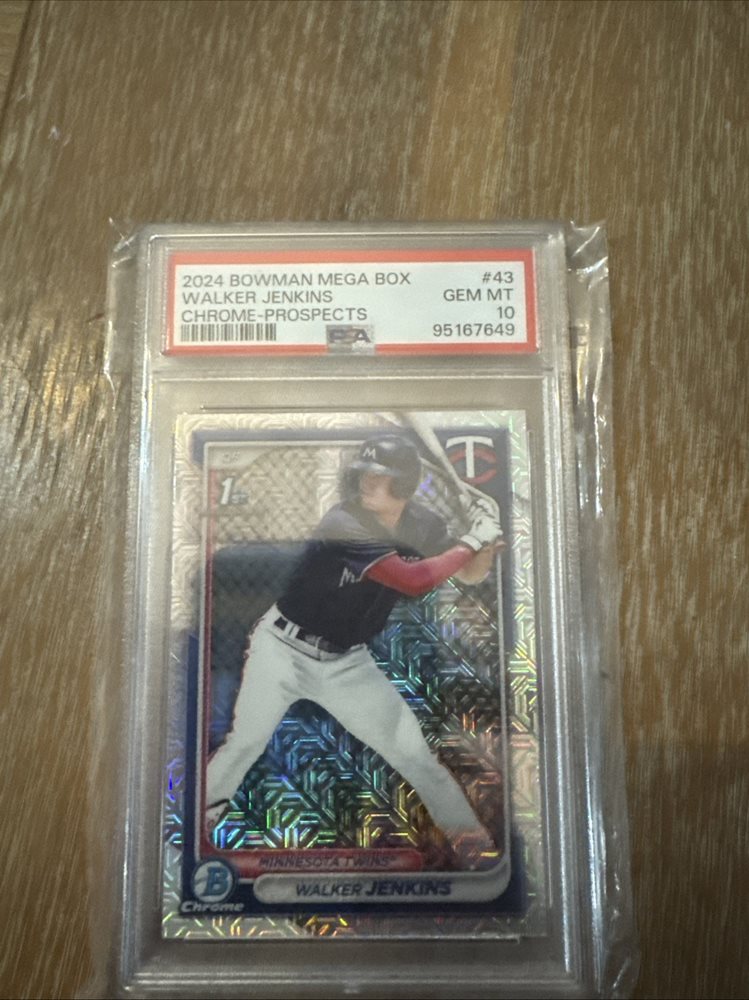 2024 BOWMAN MEGA BOX #43
WALKER JENKINS GEM MT
CHROME-PROSPECTS 10
PSA 95167649
M
TC
1st
MINNESOTA TWINS
B
WALKER JENKINS
Chrome